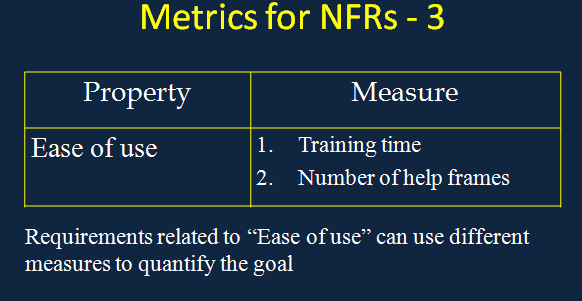 Metrics for NFRs - 3
Property Measure
Ease of use 1. Training time
2. Number of help frames
Requirements related to “Ease of use” can use different
measures to quantify the goal